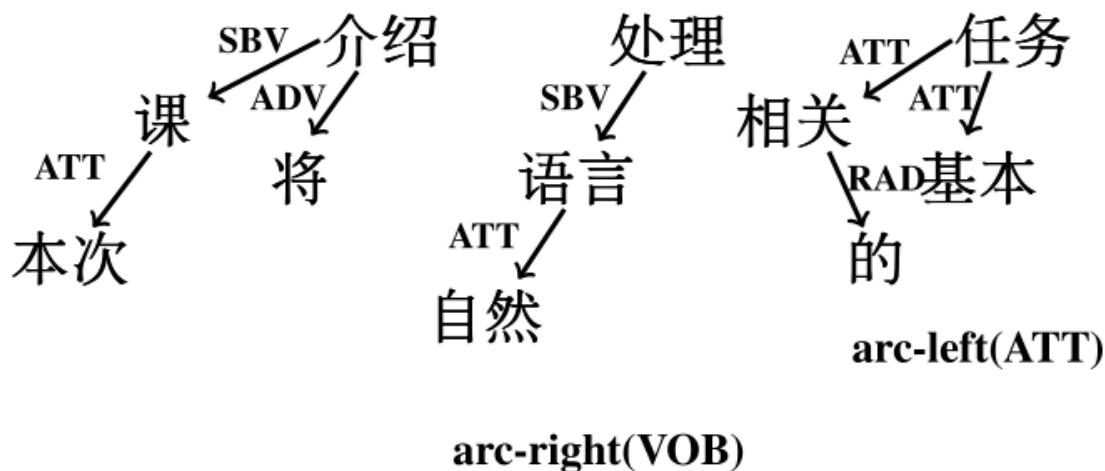 SBV 介绍 处理 ATT 任务
课 ADV SBV 相关 ATT
ATT 将 语言 RAD 基本
本次 ATT 的
自然
arc-left(ATT)
arc-right(VOB)